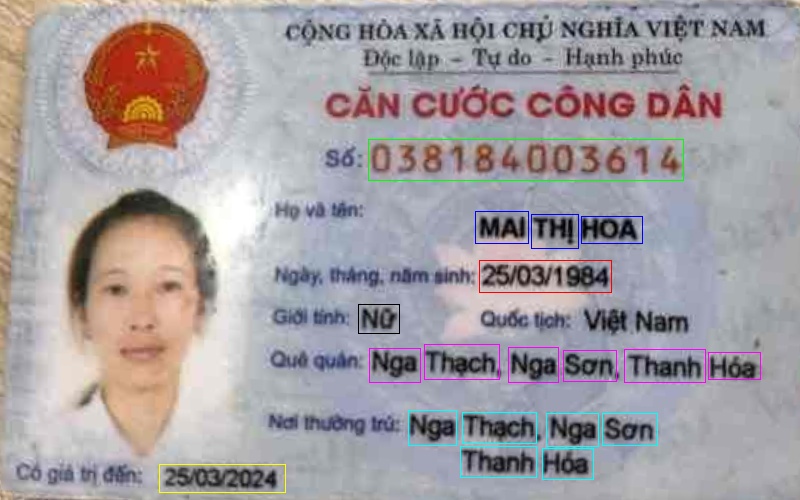 CỘNG HÒA XÃ HỘI CHỦ NGHĨA VIỆT NAM
Độc lập - Tự do - Hạnh phúc
CĂN CƯỚC CÔNG DÂN
Số: 038184003614
Họ và tên:
MAI THỊ HOA
Ngày, tháng, năm sinh: 25/03/1984
Giới tính: Nữ Quốc tịch: Việt Nam
Quê quán: Nga Thạch, Nga Sơn, Thanh Hóa
Nơi thường trú: Nga Thạch, Nga Sơn
Thanh Hóa
Có giá trị đến: 25/03/2024